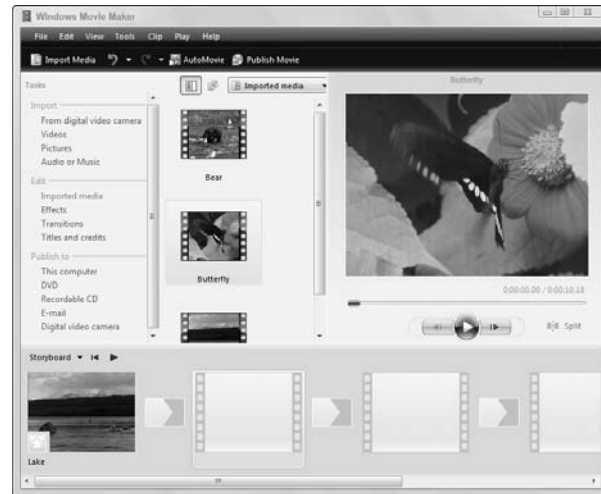 Windows Movie Maker
File Edit View Tools Clip Play Help
Import Media AutoMovie Publish Movie
Tasks
Import
From digital video camera
Videos
Pictures
Audio or Music
Edit
Imported media
Effects
Transitions
Titles and credits
Publish to
This computer
DVD
Recordable CD
E-mail
Digital video camera
Imported media
Bear
Butterfly
Butterfly
0:00:00.00 / 0:00:10.18
Split
Storyboard
Lake